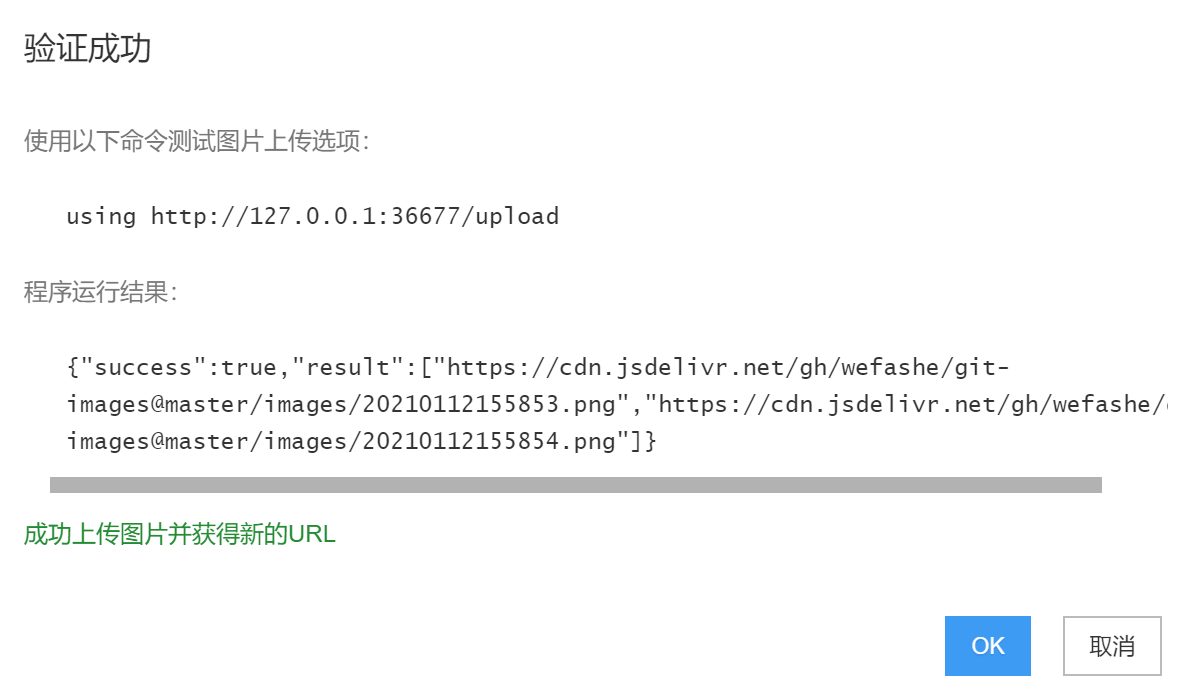 验证成功
使用以下命令测试图片上传选项：
using http://127.0.0.1:36677/upload
程序运行结果：
{"success":true,"result":["https://cdn.jsdelivr.net/gh/wefashe/git-
images@master/images/20210112155853.png","https://cdn.jsdelivr.net/gh/wefashe/
images@master/images/20210112155854.png"]}
成功上传图片并获得新的URL
OK
取消